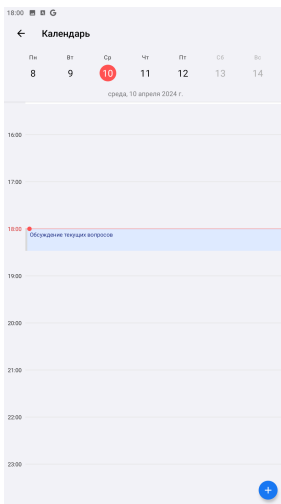 18:00 G
Календарь
Пн Вт Ср Чт Пт Сб Вс
8 9 10 11 12 13 14
среда, 10 апреля 2024 г.
16:00
17:00
18:00
Обсуждение текущих вопросов
19:00
20:00
21:00
22:00
23:00
+